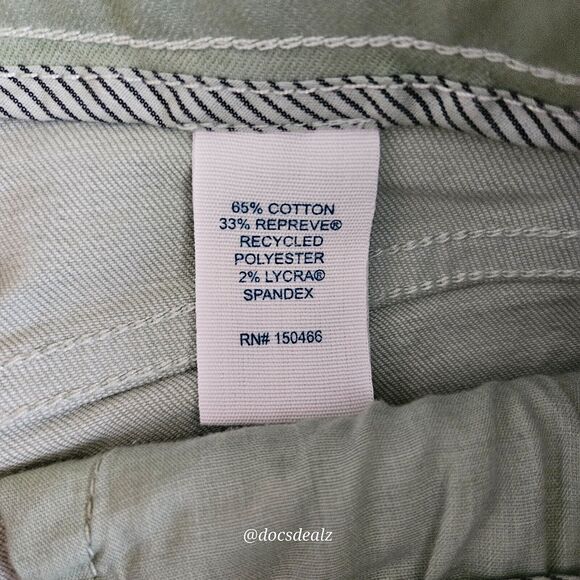 65% COTTON
33% REPREVE®
RECYCLED
POLYESTER
2% LYCRA®
SPANDEX
RN# 150466
@docsdealz